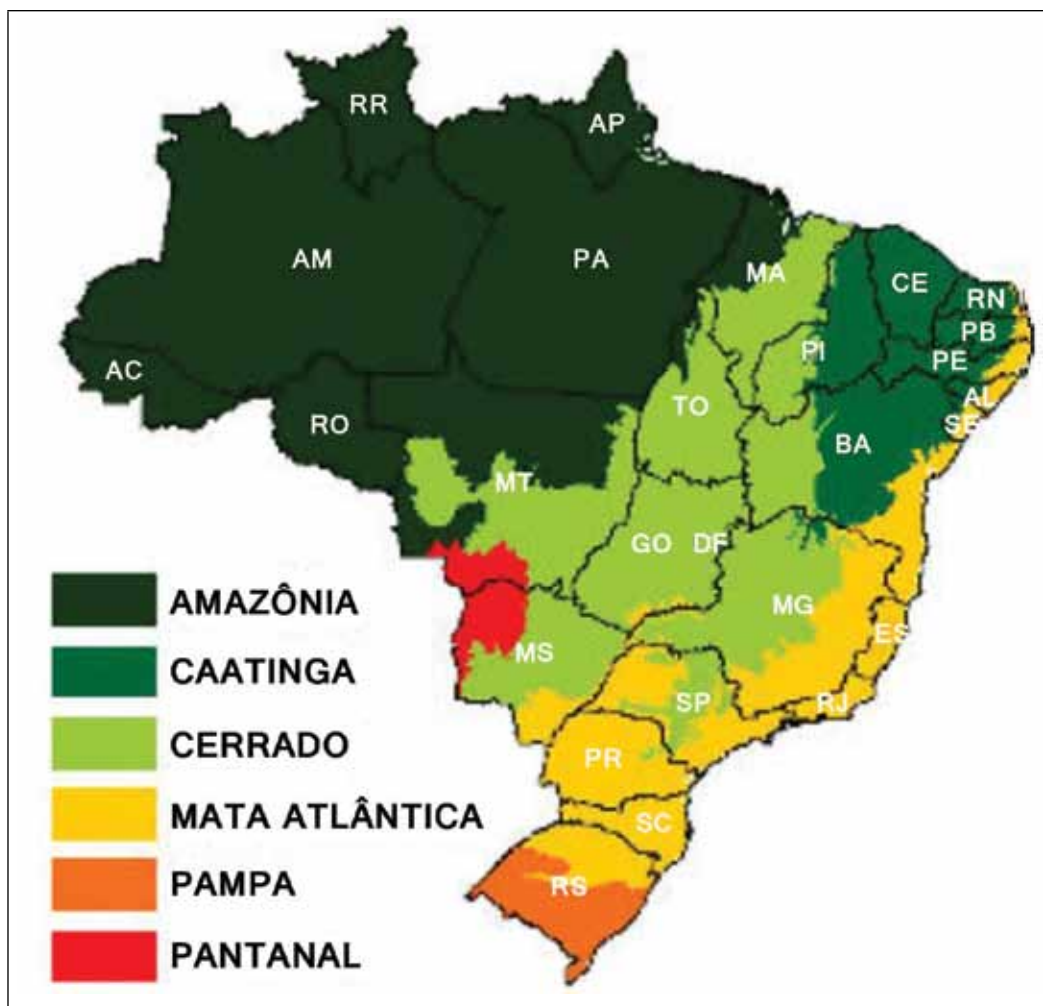 RR
AP
AM
PA
MA
CE
RN
PB
PE
PI
AL
SE
AC
RO
TO
BA
MT
GO DF
MG
ES
MS
SP
RJ
PR
SC
RS
AMAZÔNIA
CAATINGA
CERRADO
MATA ATLÂNTICA
PAMPA
PANTANAL